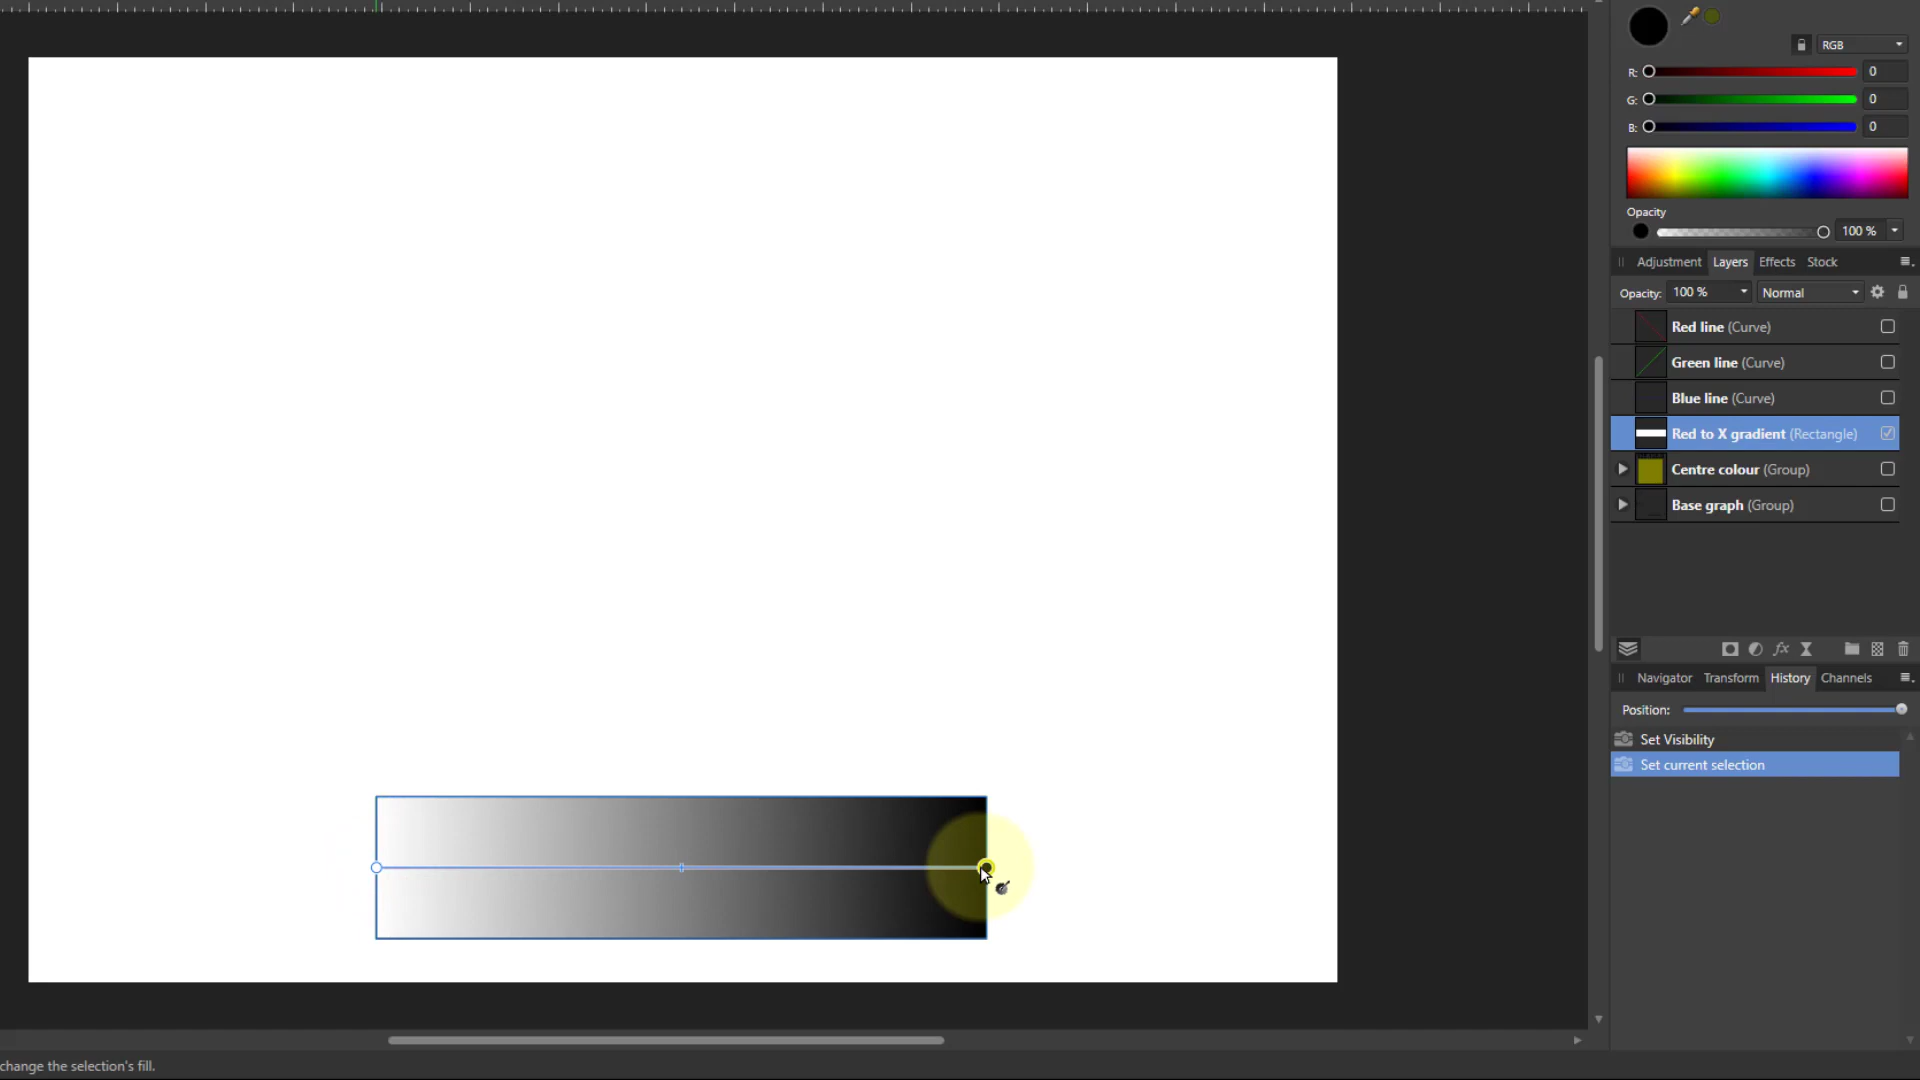 RGB
R: 0
G: 0
B: 0
Opacity
100 %
Adjustment Layers Effects Stock
Opacity: 100 % Normal
Red line (Curve)
Green line (Curve)
Blue line (Curve)
Red to X gradient (Rectangle)
Centre colour (Group)
Base graph (Group)
fx
Navigator Transform History Channels
Position:
Set Visibility
Set current selection
change the selection's fill.